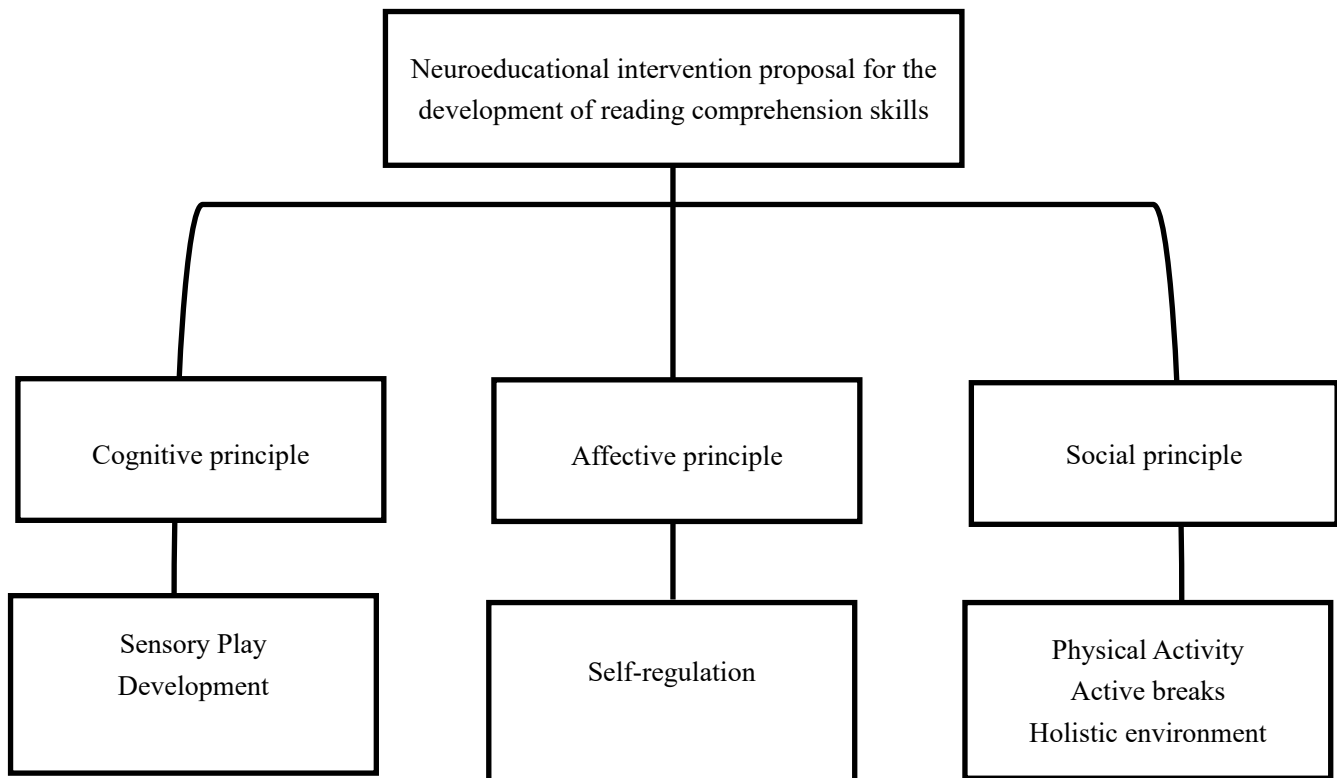 Neuroeducational intervention proposal for the
development of reading comprehension skills
Cognitive principle
Affective principle
Social principle
Sensory Play
Development
Self-regulation
Physical Activity
Active breaks
Holistic environment